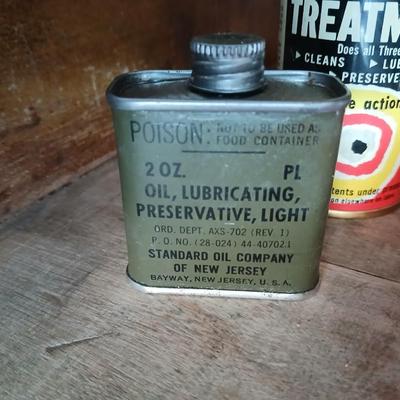 POISON: NOT TO BE USED AS
FOOD CONTAINER
2 OZ. PL
OIL, LUBRICATING,
PRESERVATIVE, LIGHT
ORD. DEPT. AXS-702 (REV. 1)
P. O. NO. (28-024) 44-40702.1
STANDARD OIL COMPANY
OF NEW JERSEY
BAYWAY, NEW JERSEY, U. S. A.
TREATM
Does all Three
▸CLEANS ▸LUB
▸PRESERVE
e action
tents under